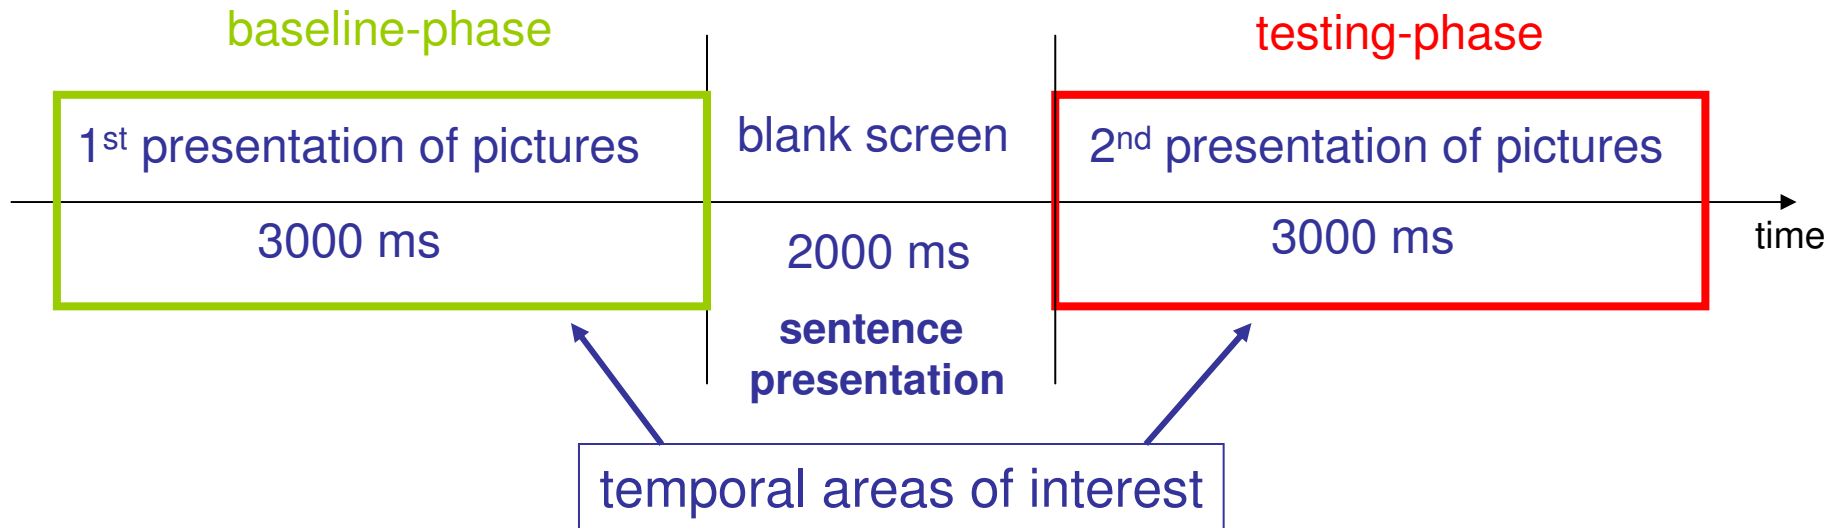 baseline-phase
testing-phase
1st presentation of pictures
blank screen
2nd presentation of pictures
3000 ms
2000 ms
3000 ms
time
sentence
presentation
temporal areas of interest